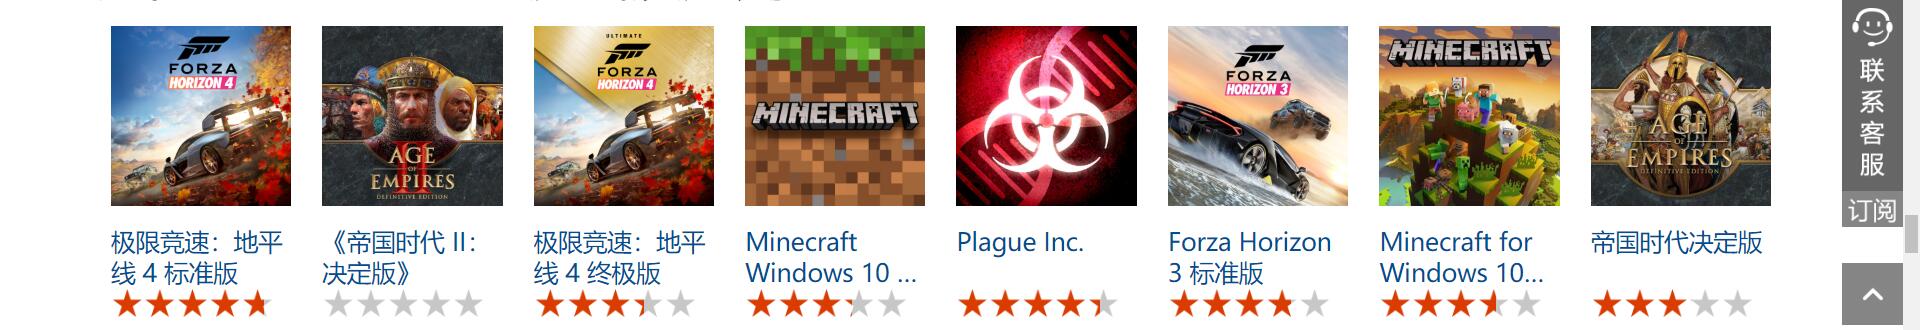 FORZA
HORIZON 4
AGE
OF
EMPIRES
II
DEFINITIVE EDITION
ULTIMATE
FORZA
HORIZON 4
MINECRAFT
FORZA
HORIZON 3
MINECRAFT
AGE
OF
EMPIRES
DEFINITIVE EDITION
极限竞速：地平
线 4 标准版
《帝国时代 II：
决定版》
极限竞速：地平
线 4 终极版
Minecraft
Windows 10 ...
Plague Inc.
Forza Horizon
3 标准版
Minecraft for
Windows 10...
帝国时代决定版
联
系
客
服
订阅